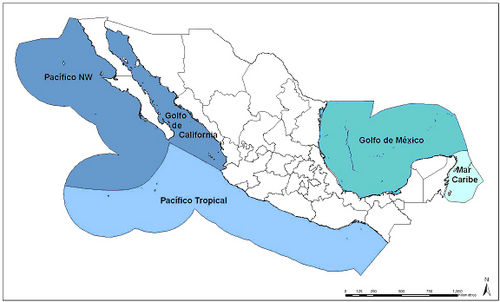 Pacífico NW
Golfo
de
California
Golfo de México
Mar
Caribe
Pacífico Tropical
N